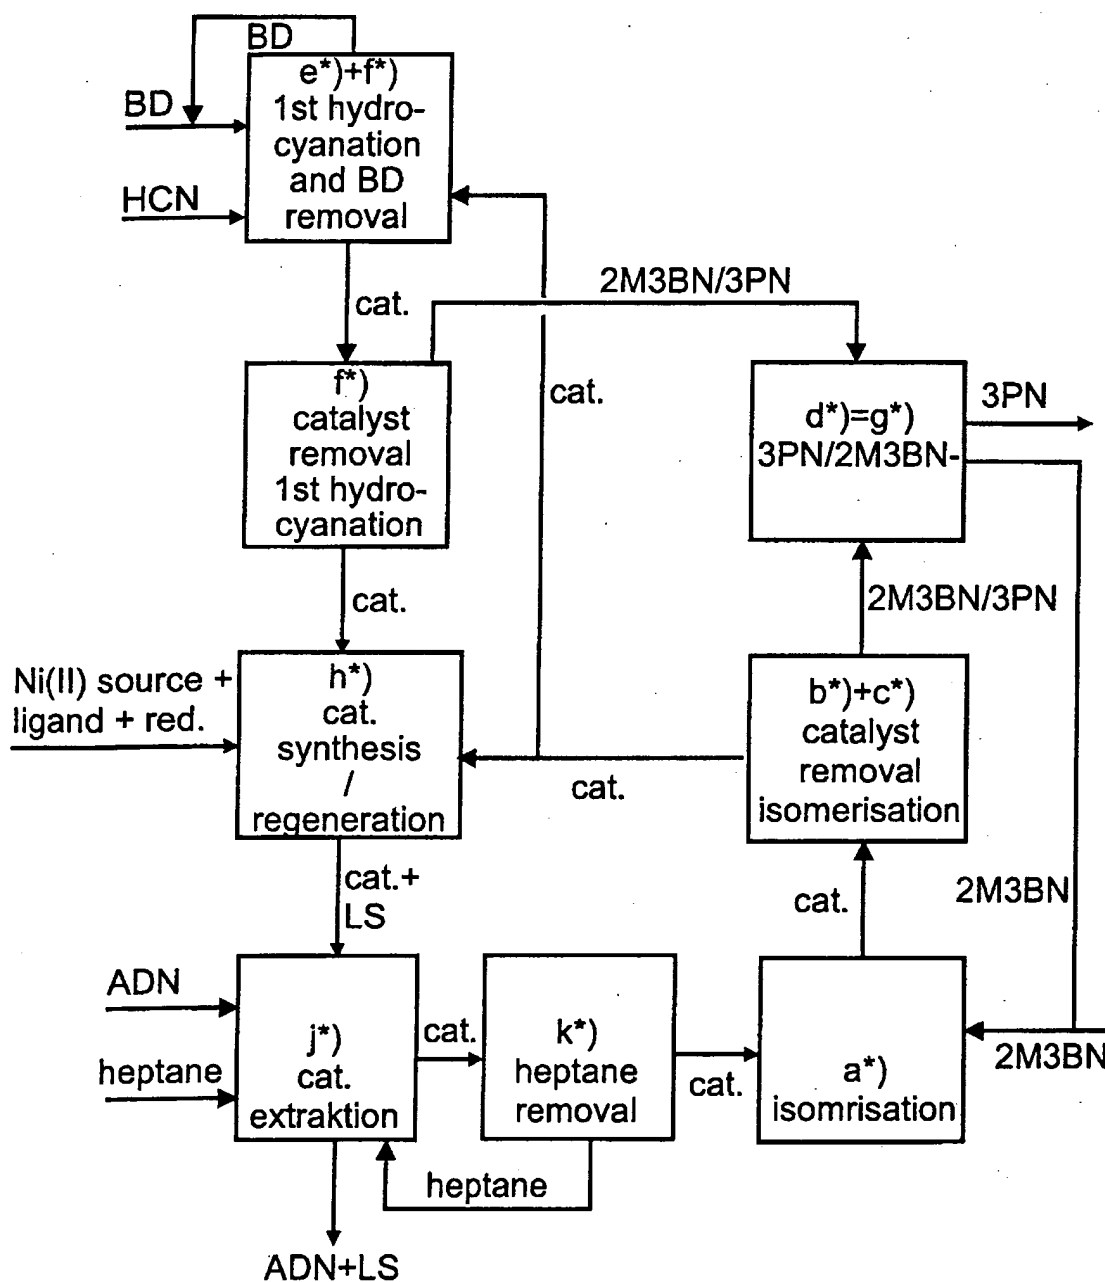 BD
BD
e*)+f*)
1st hydro-
cyanation
and BD
removal
HCN
cat.
2M3BN/3PN
f*)
catalyst
removal
1st hydro-
cyanation
cat.
d*)=g*)
3PN/2M3BN-
3PN
cat.
2M3BN/3PN
Ni(II) source +
ligand + red.
h*)
cat.
synthesis
/
regeneration
cat.
b*)+c*)
catalyst
removal
isomerisation
cat.+
LS
cat.
2M3BN
ADN
heptane
j*)
cat.
extraktion
cat.
k*)
heptane
removal
cat.
a*)
isomrisation
2M3BN
heptane
ADN+LS